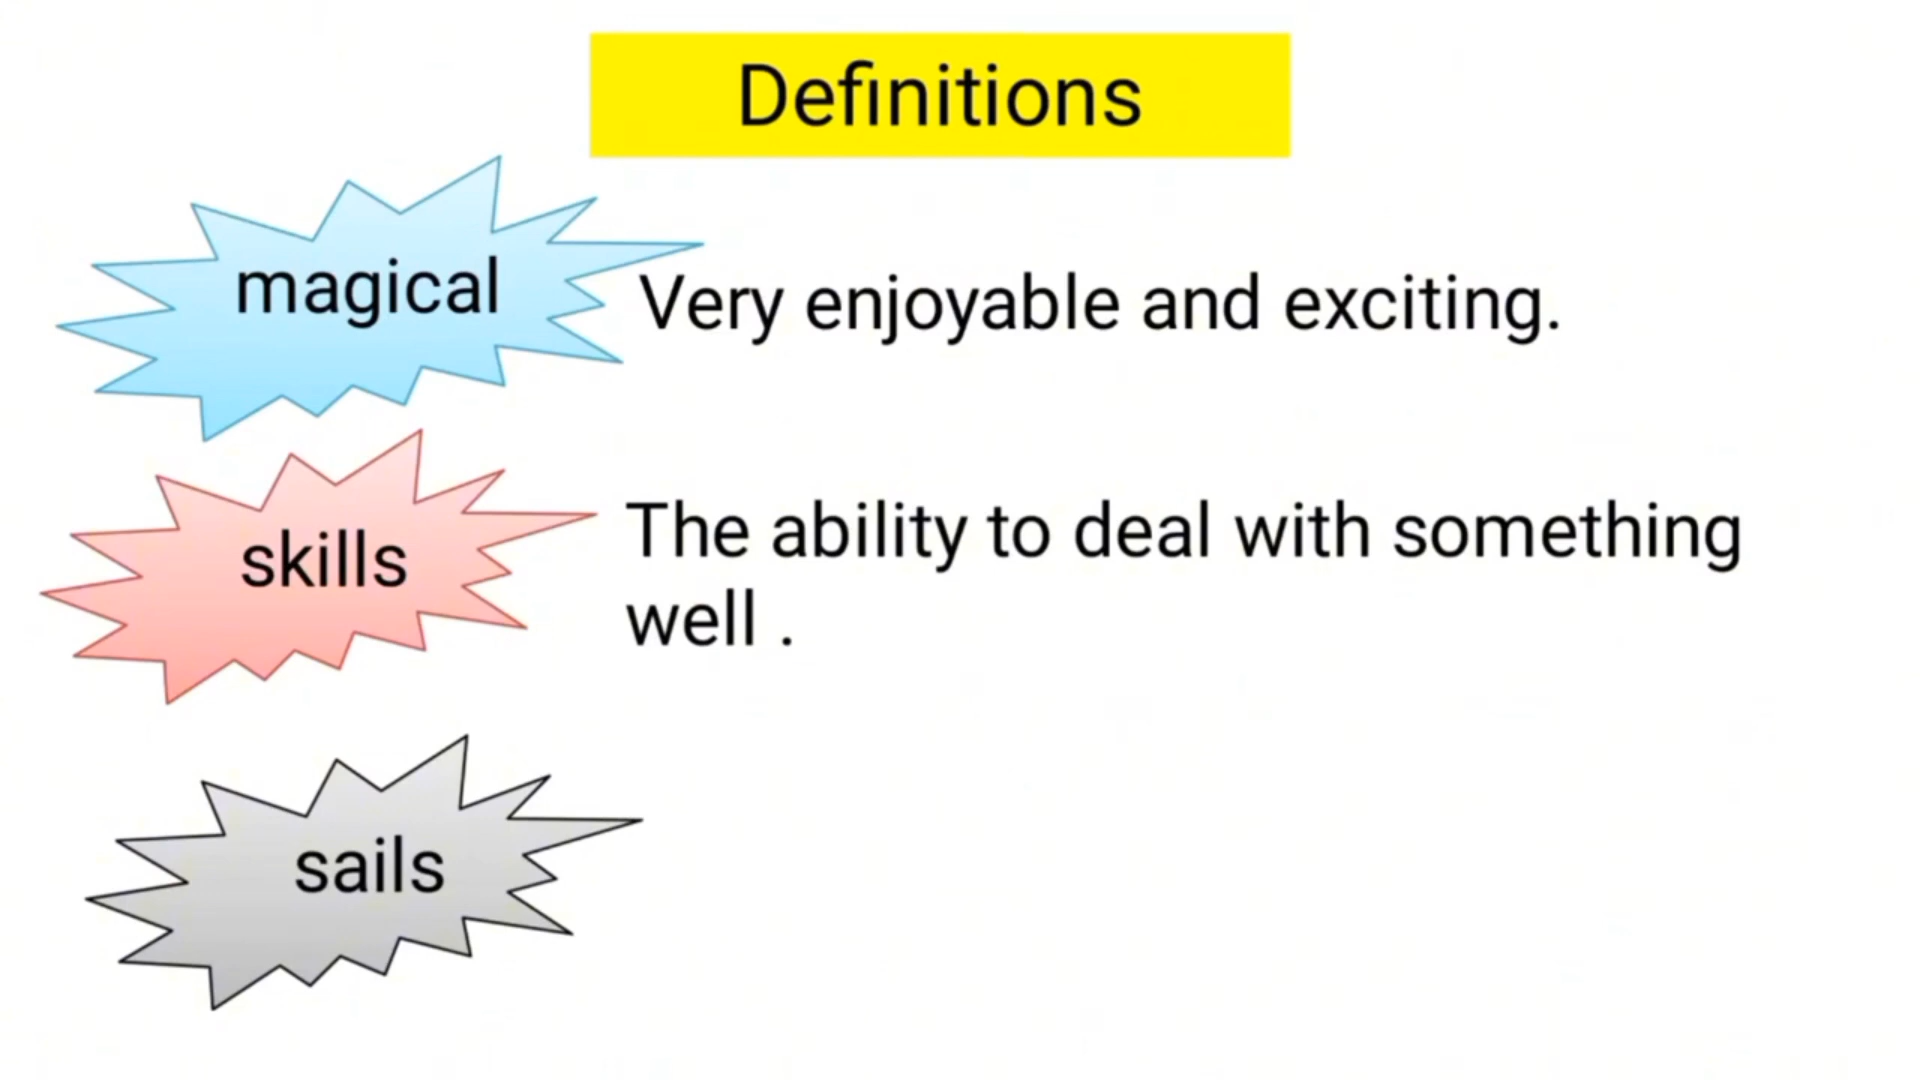 Definitions
magical
Very enjoyable and exciting.
skills
The ability to deal with something
well .
sails